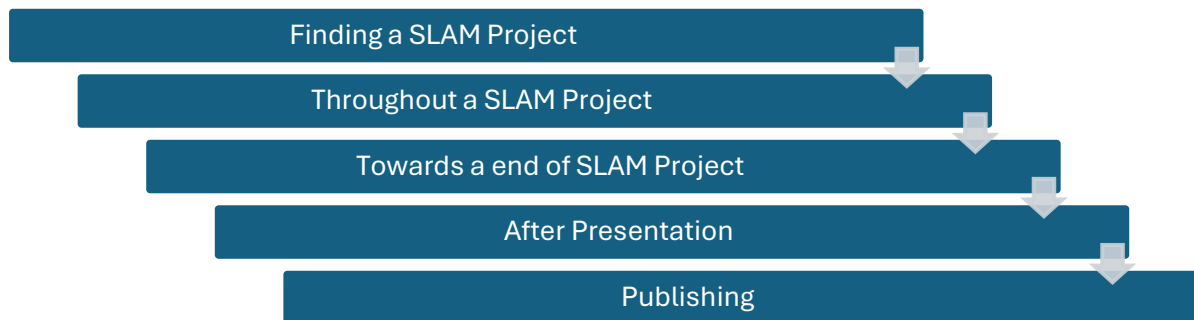 Finding a SLAM Project
Throughout a SLAM Project
Towards a end of SLAM Project
After Presentation
Publishing